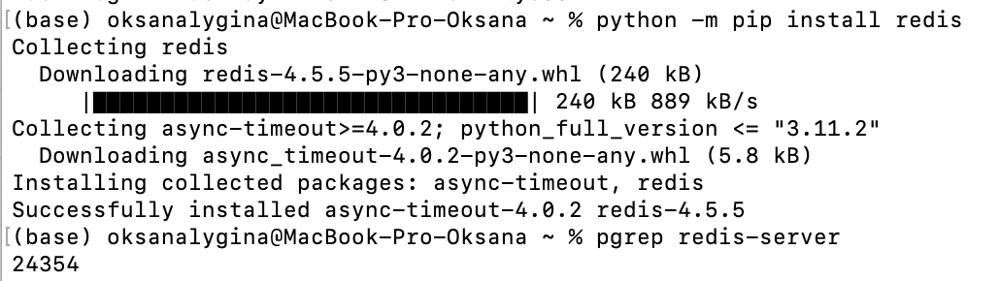 (base) oksanalygina@MacBook-Pro-Oksana ~ % python -m pip install redis
Collecting redis
  Downloading redis-4.5.5-py3-none-any.whl (240 kB)
     |████████████████████████████████| 240 kB 889 kB/s
Collecting async-timeout>=4.0.2; python_full_version <= "3.11.2"
  Downloading async_timeout-4.0.2-py3-none-any.whl (5.8 kB)
Installing collected packages: async-timeout, redis
Successfully installed async-timeout-4.0.2 redis-4.5.5
(base) oksanalygina@MacBook-Pro-Oksana ~ % pgrep redis-server
24354